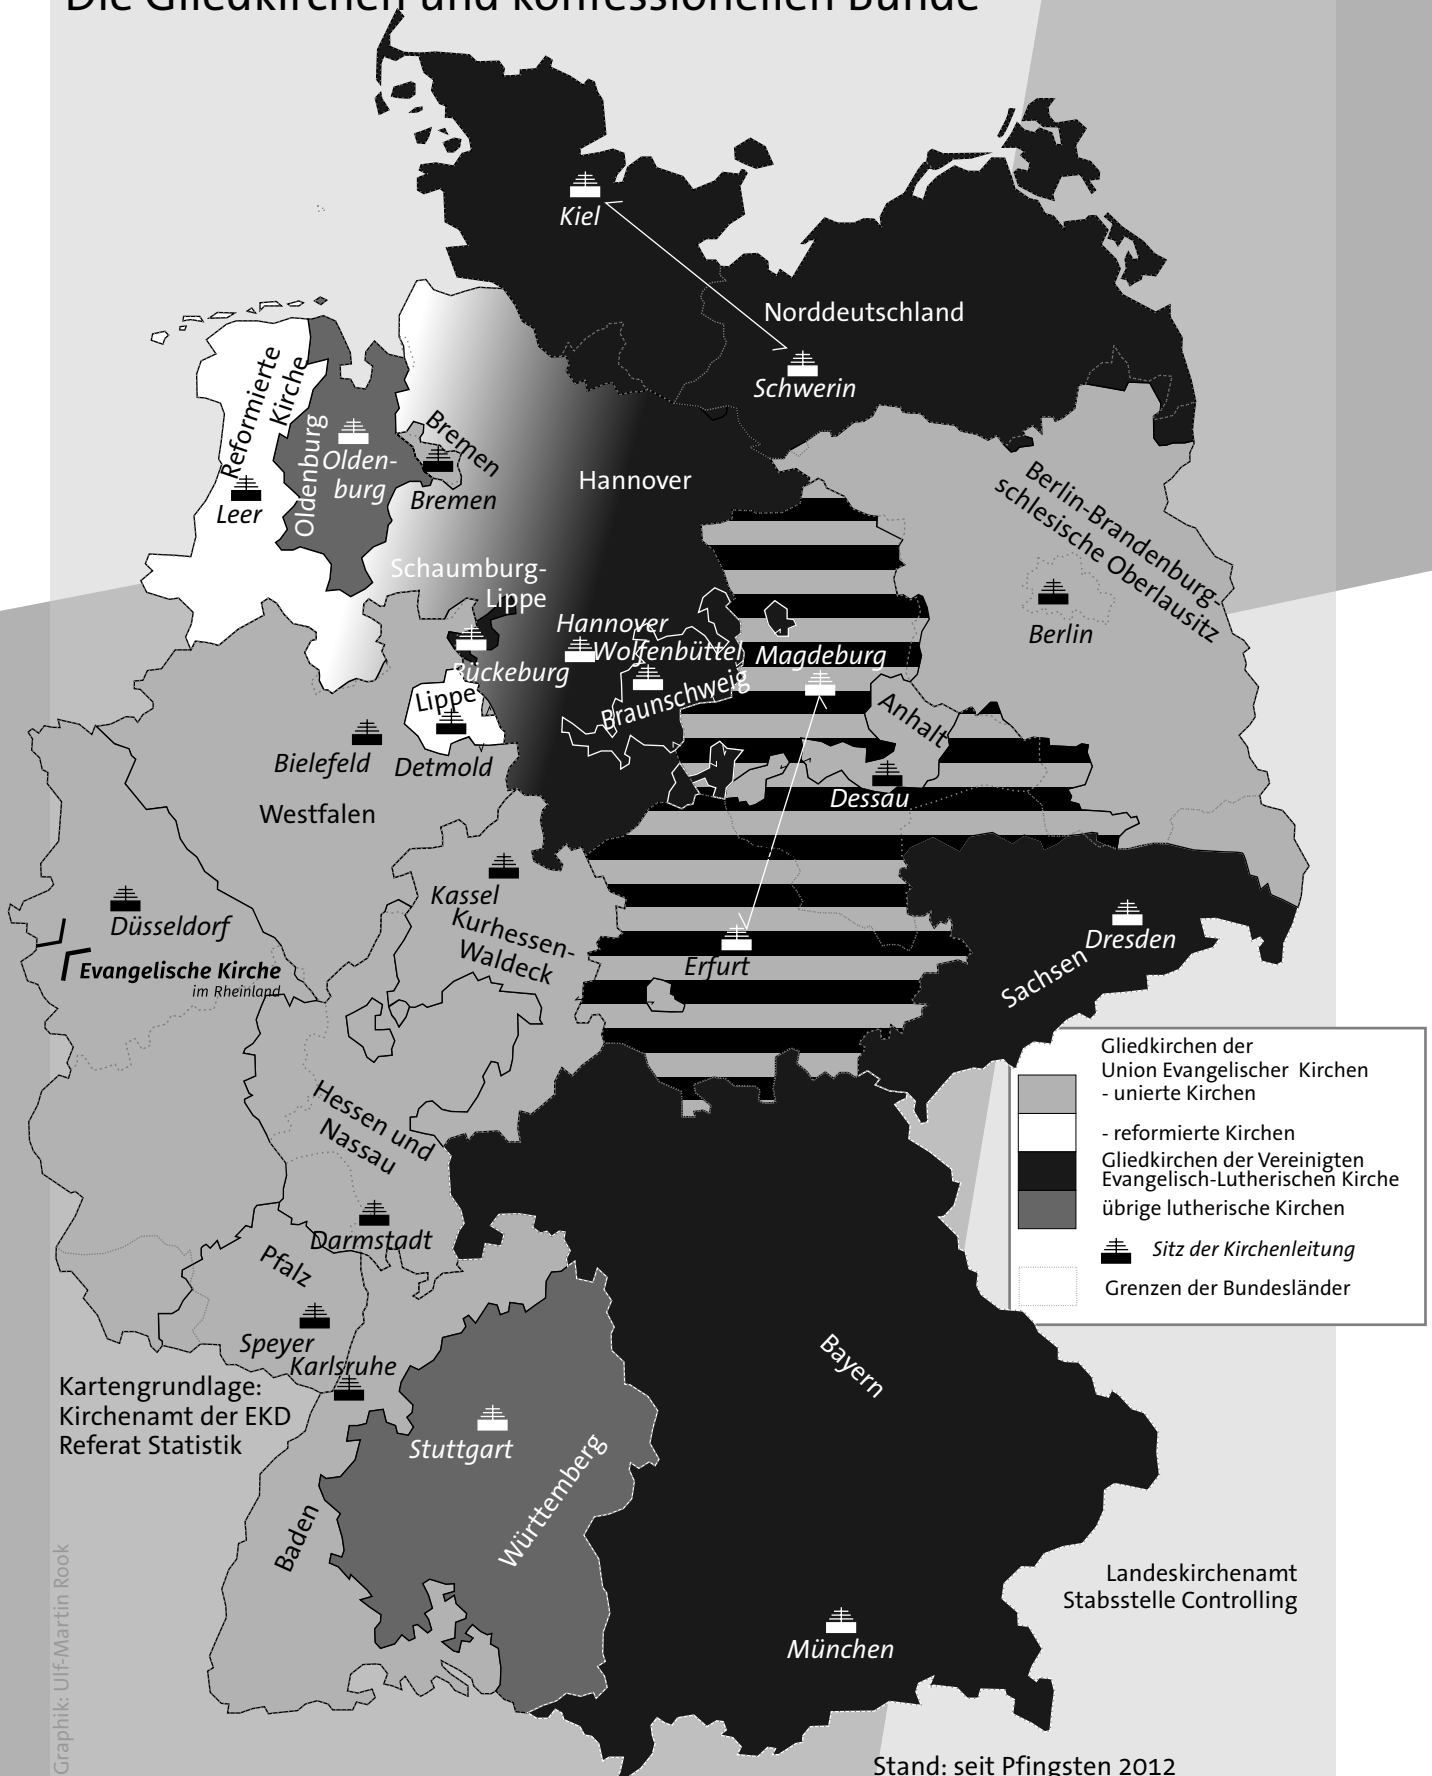 Die Gliedkirchen und konfessionellen Bünde
Kiel
Norddeutschland
Schwerin
Reformierte
Kirche
Leer
Oldenburg
Olden-
burg
Bremen
Bremen
Hannover
Berlin-Brandenburg-
schlesische Oberlausitz
Berlin
Schaumburg-
Lippe
Hannover
Wolfenbüttel
Magdeburg
Bückeburg
Braunschweig
Lippe
Anhalt
Bielefeld
Detmold
Dessau
Westfalen
Kassel
Kurhessen-
Waldeck
Düsseldorf
Evangelische Kirche
im Rheinland
Erfurt
Dresden
Sachsen
Gliedkirchen der
Union Evangelischer Kirchen
- unierte Kirchen
- reformierte Kirchen
Gliedkirchen der Vereinigten
Evangelisch-Lutherischen Kirche
übrige lutherische Kirchen
Sitz der Kirchenleitung
Grenzen der Bundesländer
Hessen und
Nassau
Darmstadt
Pfalz
Speyer
Karlsruhe
Bayern
Kartengrundlage:
Kirchenamt der EKD
Referat Statistik
Stuttgart
Württemberg
Baden
München
Landeskirchenamt
Stabsstelle Controlling
Graphik: Ulf-Martin Rook
Stand: seit Pfingsten 2012